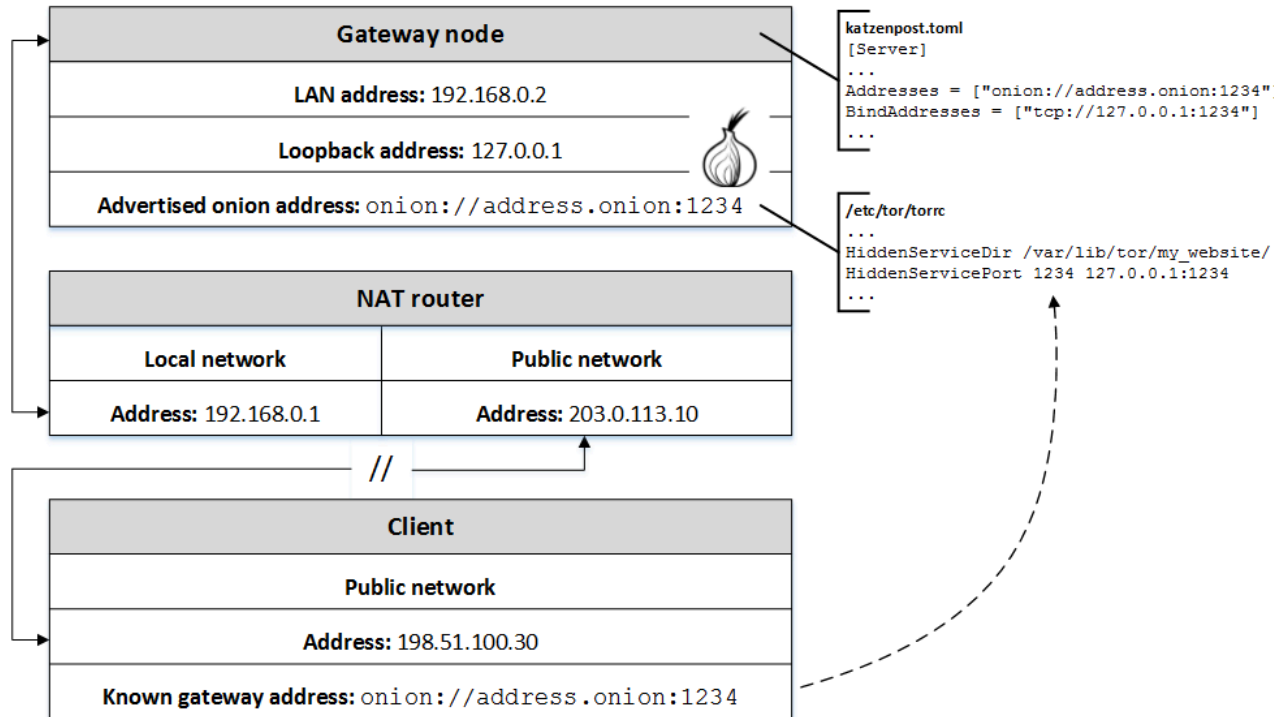 Gateway node
LAN address: 192.168.0.2
Loopback address: 127.0.0.1
Advertised onion address: onion://address.onion:1234
katzenpost.toml
[Server]
...
Addresses = ["onion://address.onion:1234"]
BindAddresses = ["tcp://127.0.0.1:1234"]
...
/etc/tor/torrc
...
HiddenServiceDir /var/lib/tor/my_website/
HiddenServicePort 1234 127.0.0.1:1234
...
NAT router
Local network
Public network
Address: 192.168.0.1
Address: 203.0.113.10
//
Client
Public network
Address: 198.51.100.30
Known gateway address: onion://address.onion:1234